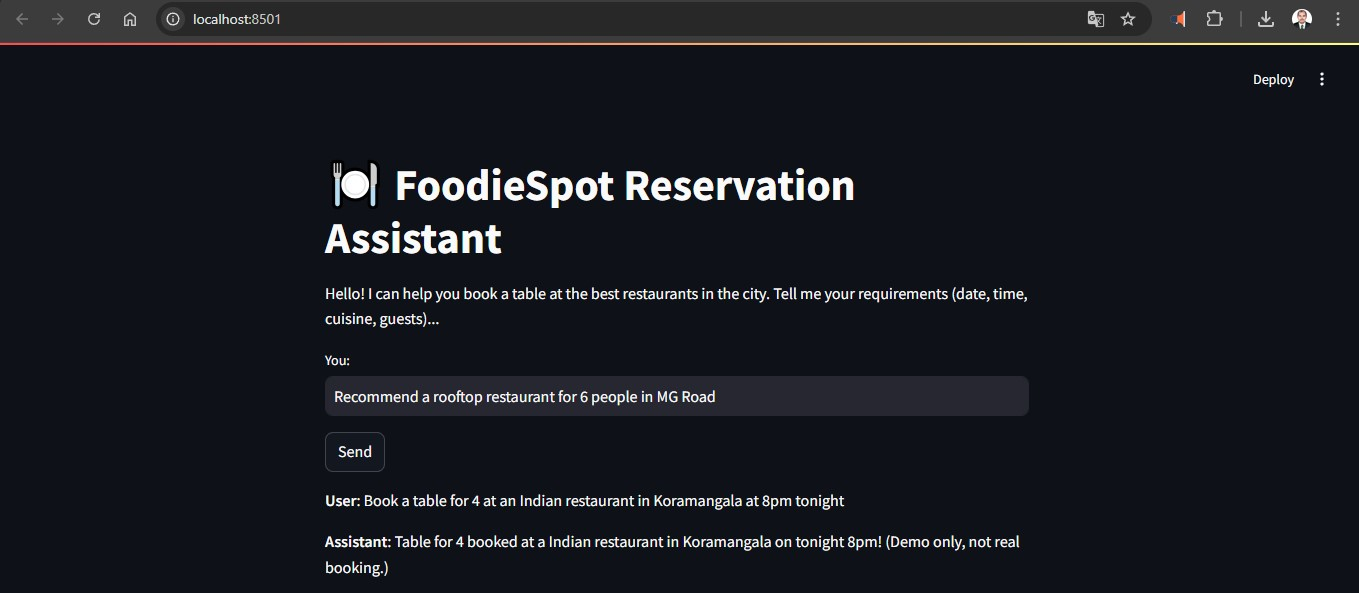 localhost:8501
Deploy
FoodieSpot Reservation
Assistant
Hello! I can help you book a table at the best restaurants in the city. Tell me your requirements (date, time,
cuisine, guests)...
You:
Recommend a rooftop restaurant for 6 people in MG Road
Send
User: Book a table for 4 at an Indian restaurant in Koramangala at 8pm tonight
Assistant: Table for 4 booked at a Indian restaurant in Koramangala on tonight 8pm! (Demo only, not real
booking.)